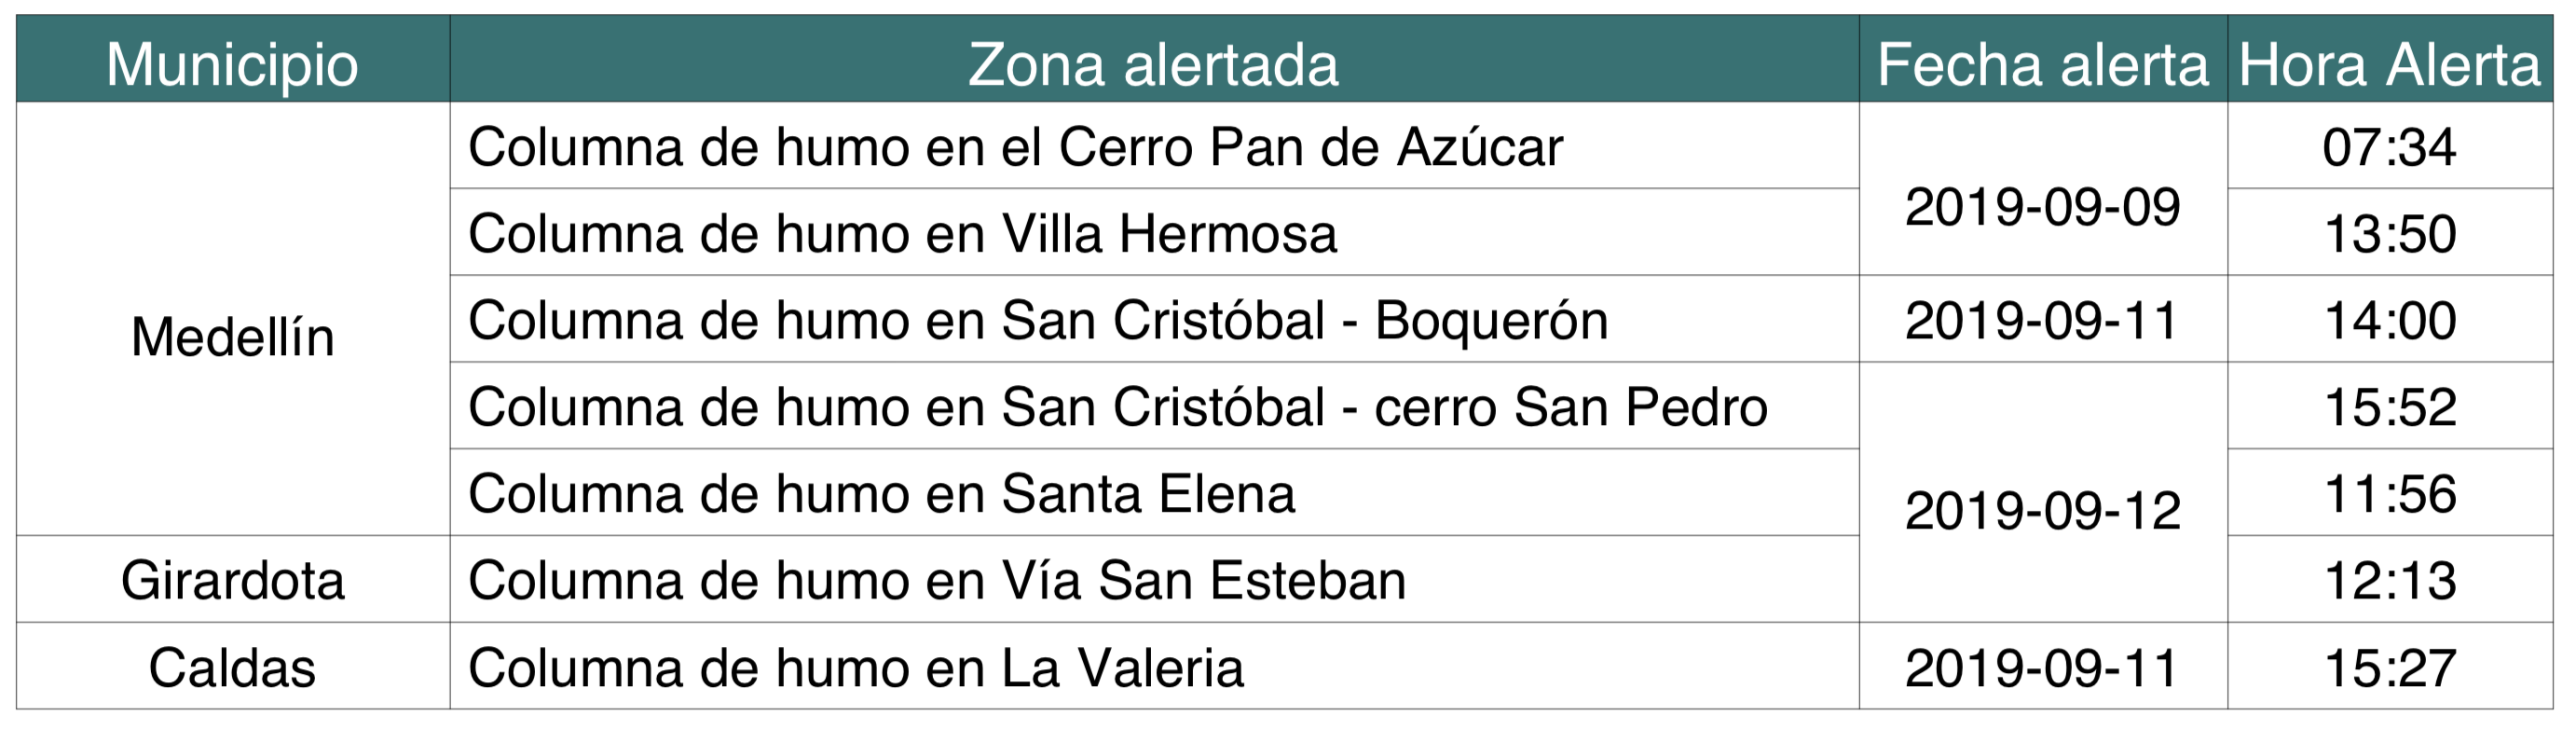 Municipio Zona alertada Fecha alerta Hora Alerta
Columna de humo en el Cerro Pan de Azúcar 07:34
2019-09-09
Columna de humo en Villa Hermosa 13:50
Medellín Columna de humo en San Cristóbal - Boquerón 2019-09-11 14:00
Columna de humo en San Cristóbal - cerro San Pedro 15:52
Columna de humo en Santa Elena 2019-09-12 11:56
Girardota Columna de humo en Vía San Esteban 12:13
Caldas Columna de humo en La Valeria 2019-09-11 15:27